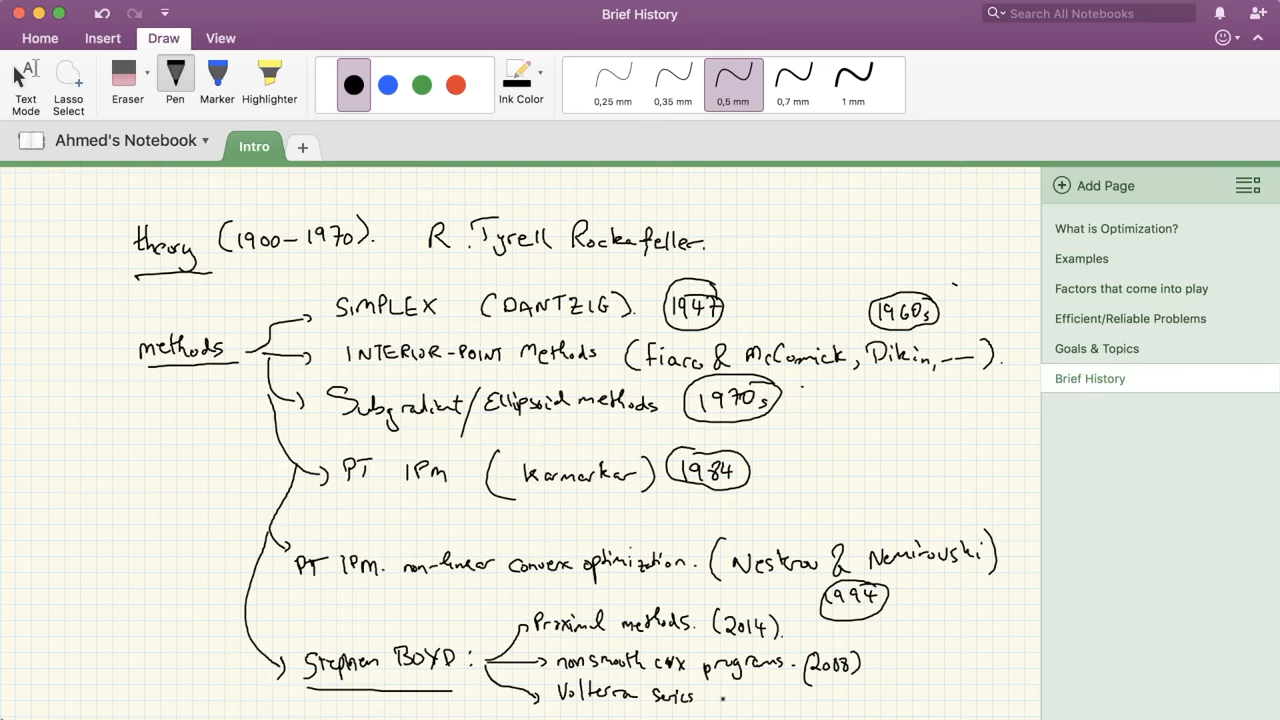 Brief History
Search All Notebooks
Home Insert Draw View
Text Mode
Lasso Select
Eraser
Pen
Marker
Highlighter
Ink Color
0,25 mm
0,35 mm
0,5 mm
0,7 mm
1 mm
Ahmed's Notebook
Intro
Add Page
What is Optimization?
Examples
Factors that come into play
Efficient/Reliable Problems
Goals & Topics
Brief History
theory (1900-1970). R. Tyrell Rockafeller.
methods
SIMPLEX (DANTZIG). 1947
1960s
INTERIOR-POINT Methods (Fiaro & McCormick, Dikin, ---).
Subgradient/Ellipsoid methods 1970s
PT IPM (Karmarkar) 1984
PT IPM. non-linear convex optimization. (Nesterov & Nemirovski)
1994
Stephen BOYD:
Proximal methods. (2014).
nonsmooth cvx programs. (2008)
Volterra series